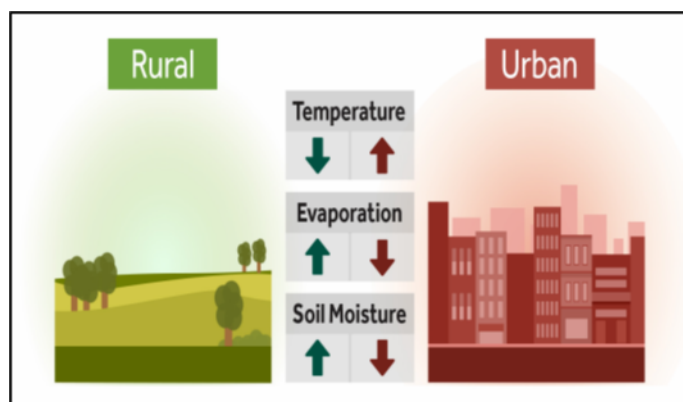 Rural
Urban
Temperature
Evaporation
Soil Moisture